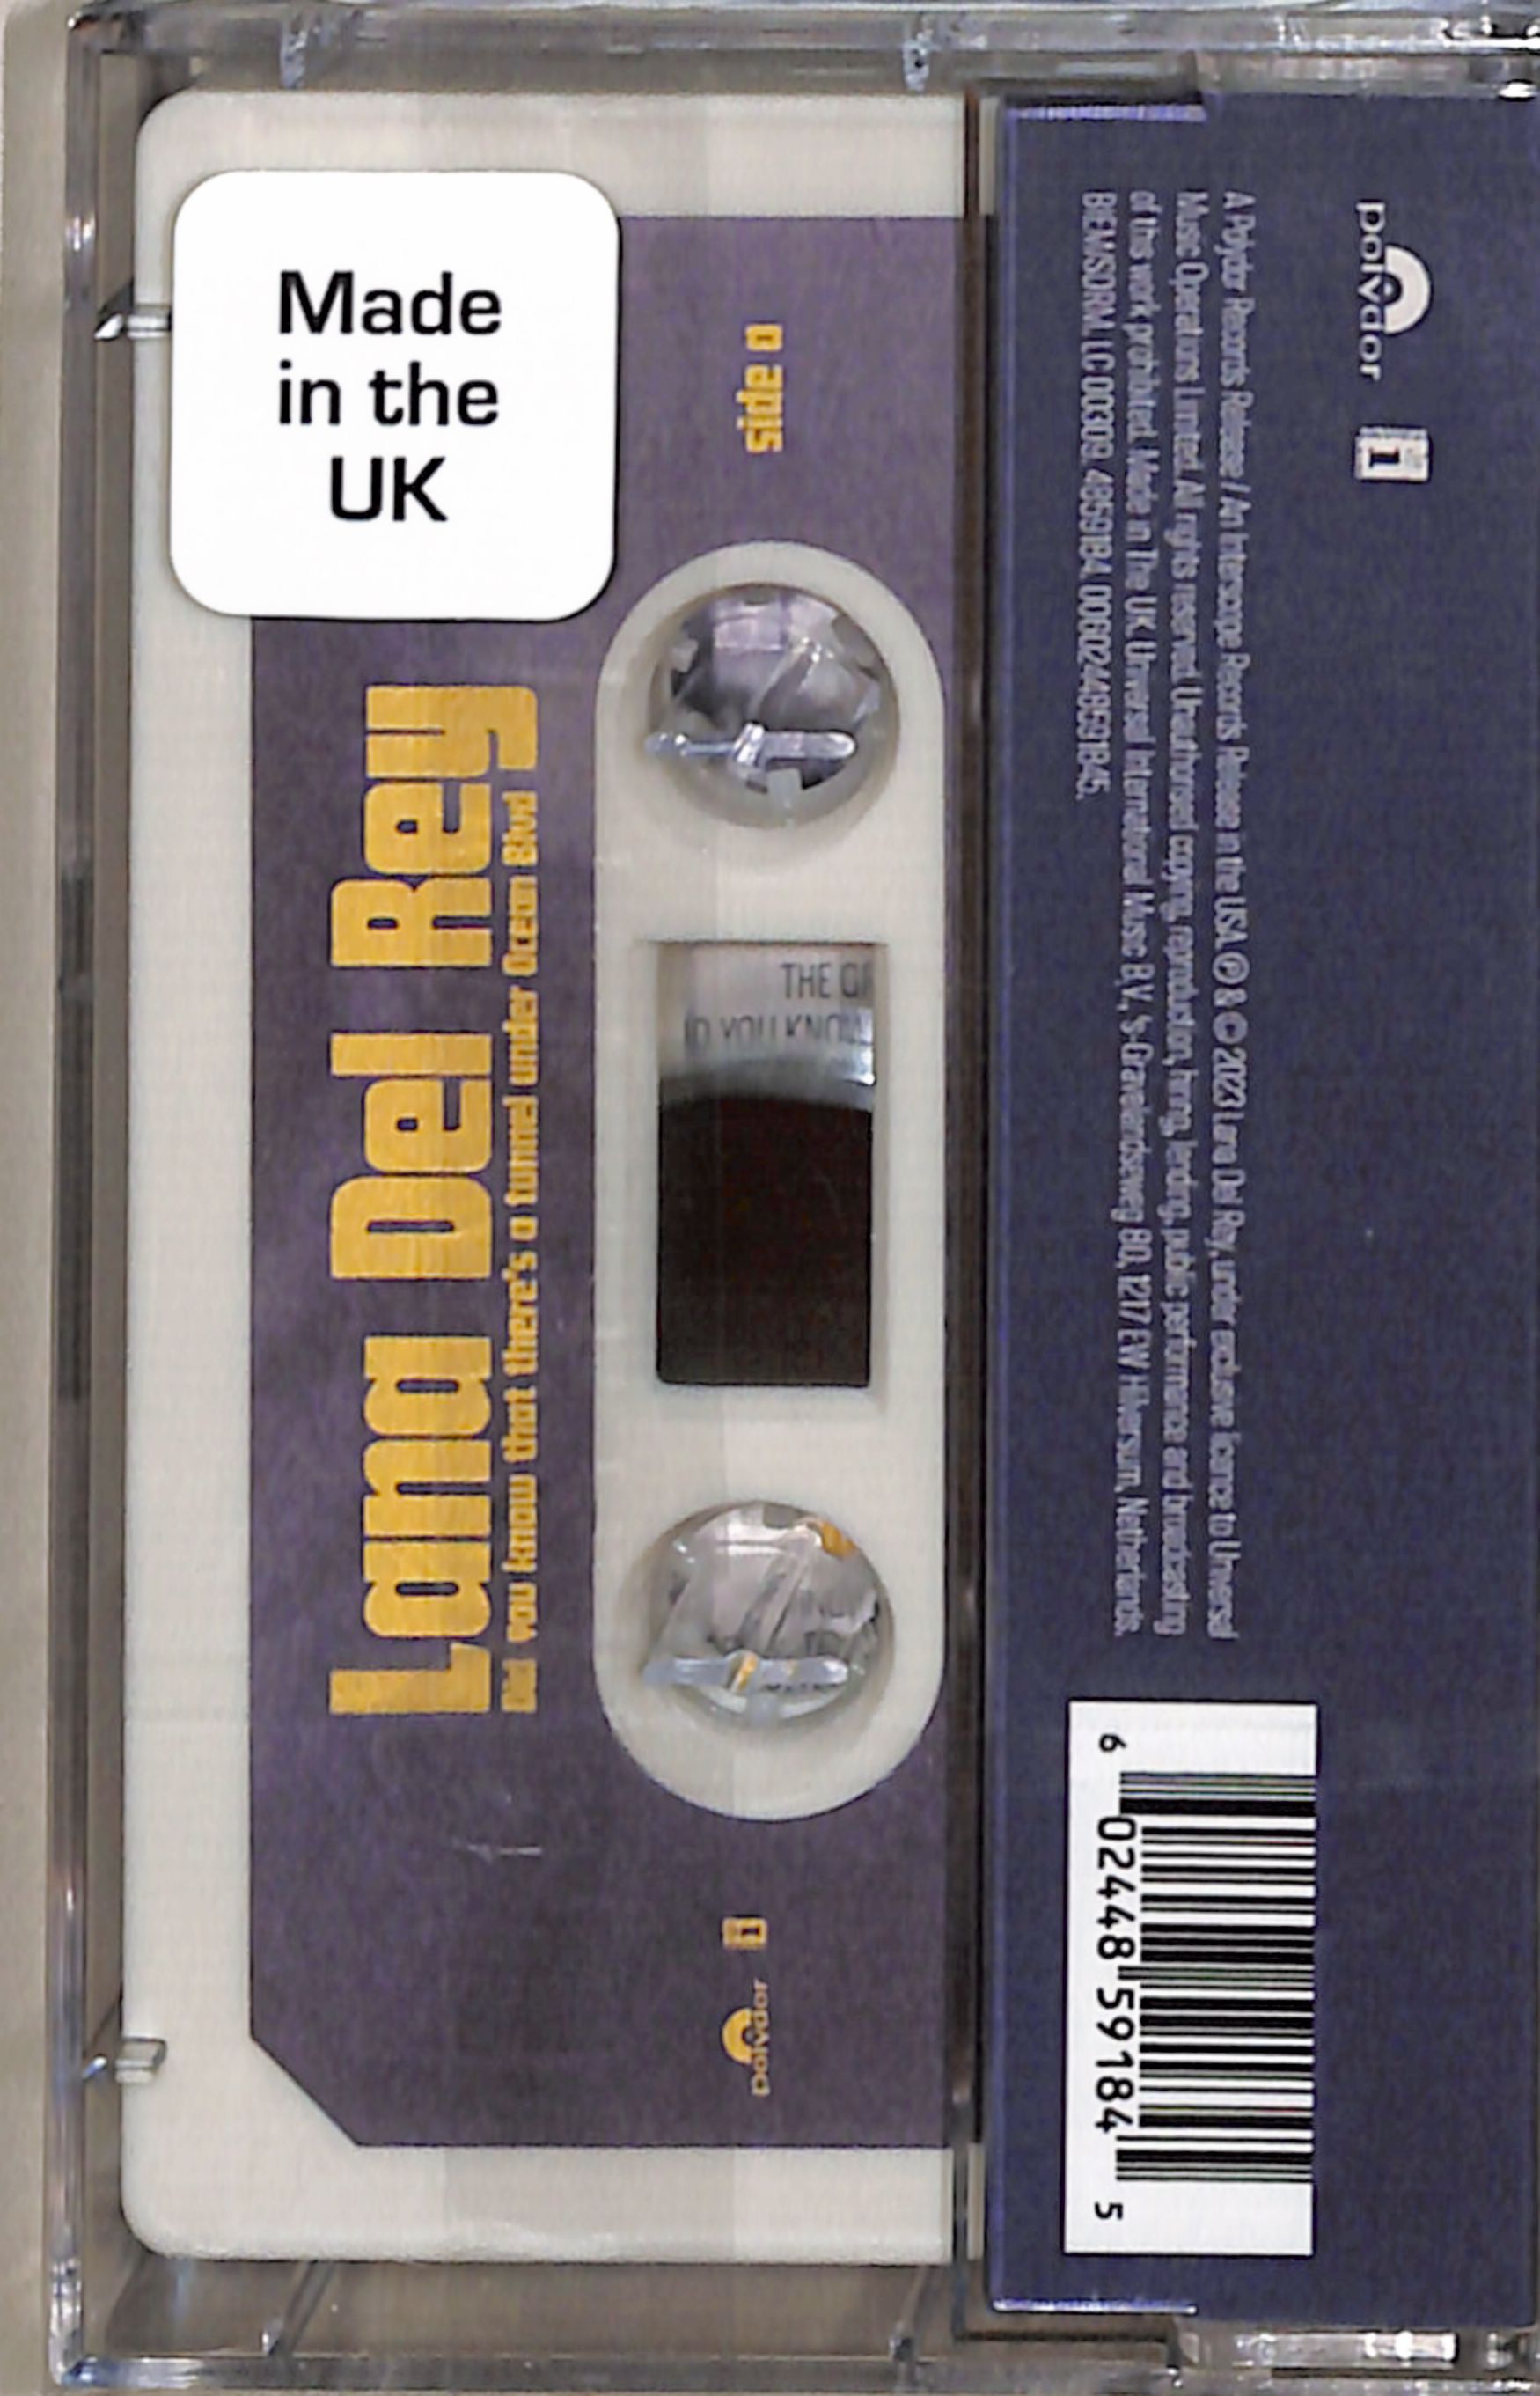 Made
in the
UK
side a
Lana Del Rey
Did you know that there's a tunnel under Ocean Blvd
THE
YOU KNOW
1
polydor
polydor
1
A Polydor Records Release / An Interscope Records Release in the USA. ℗ & © 2023 Lana Del Rey, under exclusive licence to Universal
Music Operations Limited. All rights reserved. Unauthorised copying, reproduction, hiring, lending, public performance and broadcasting
of this work prohibited. Made in The UK. Universal International Music B.V., 's-Gravelandseweg 80, 1217 EW Hilversum, Netherlands.
BIEM/SDRM. LC 00309. 4859184. 00602448591845.
6 02448 59184 5